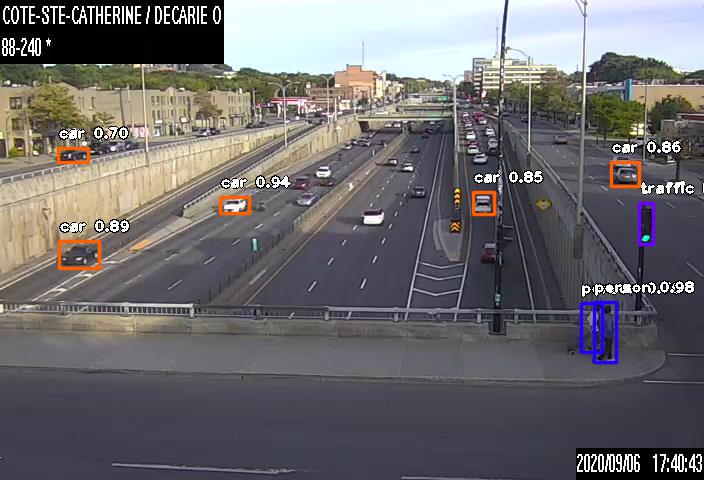 COTE-STE-CATHERINE / DECARIE O
88-240 *
car 0.70
car 0.94
car 0.85
car 0.86
traffic
car 0.89
person) 0.98
2020/09/06 17:40:43